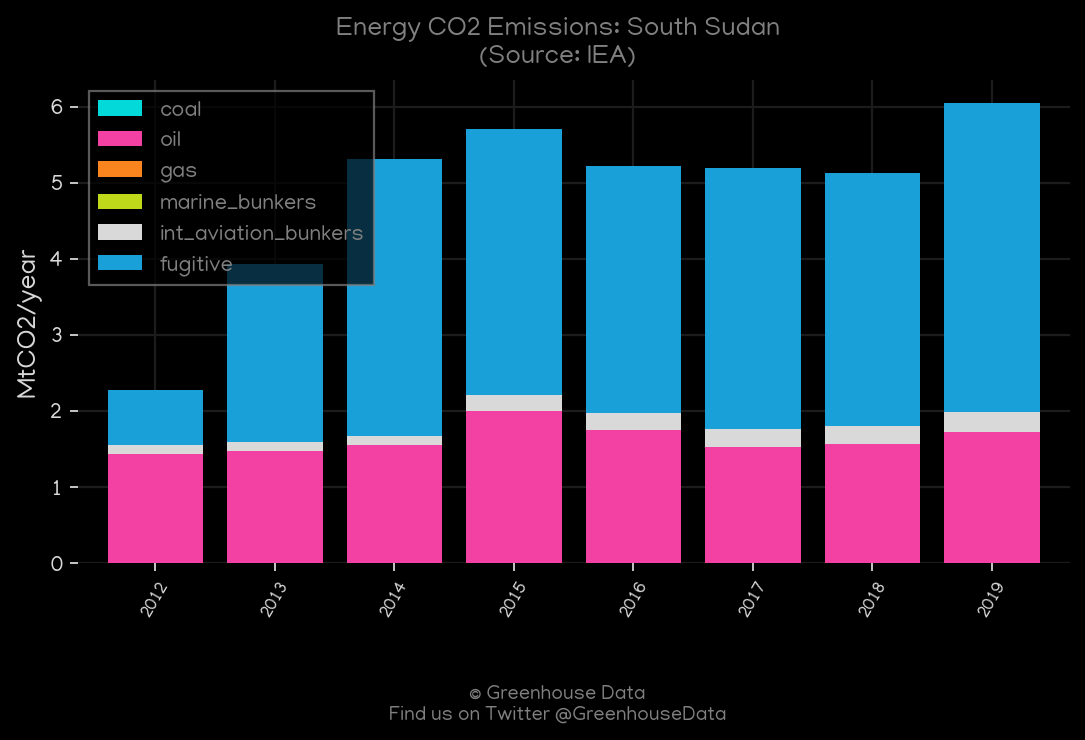 Energy CO2 Emissions: South Sudan
(Source: IEA)
coal
oil
gas
marine_bunkers
int_aviation_bunkers
fugitive
MtCO2/year
6
5
4
3
2
1
0
2012
2013
2014
2015
2016
2017
2018
2019
© Greenhouse Data
Find us on Twitter @GreenhouseData